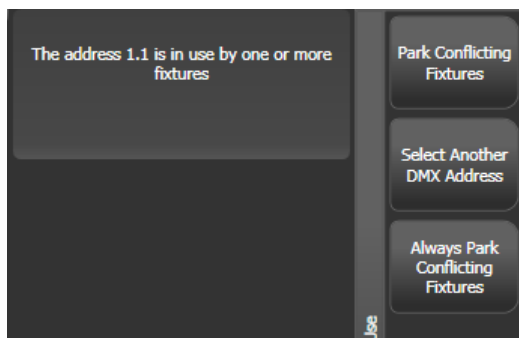 The address 1.1 is in use by one or more
fixtures
Park Conflicting
Fixtures
Select Another
DMX Address
Always Park
Conflicting
Fixtures